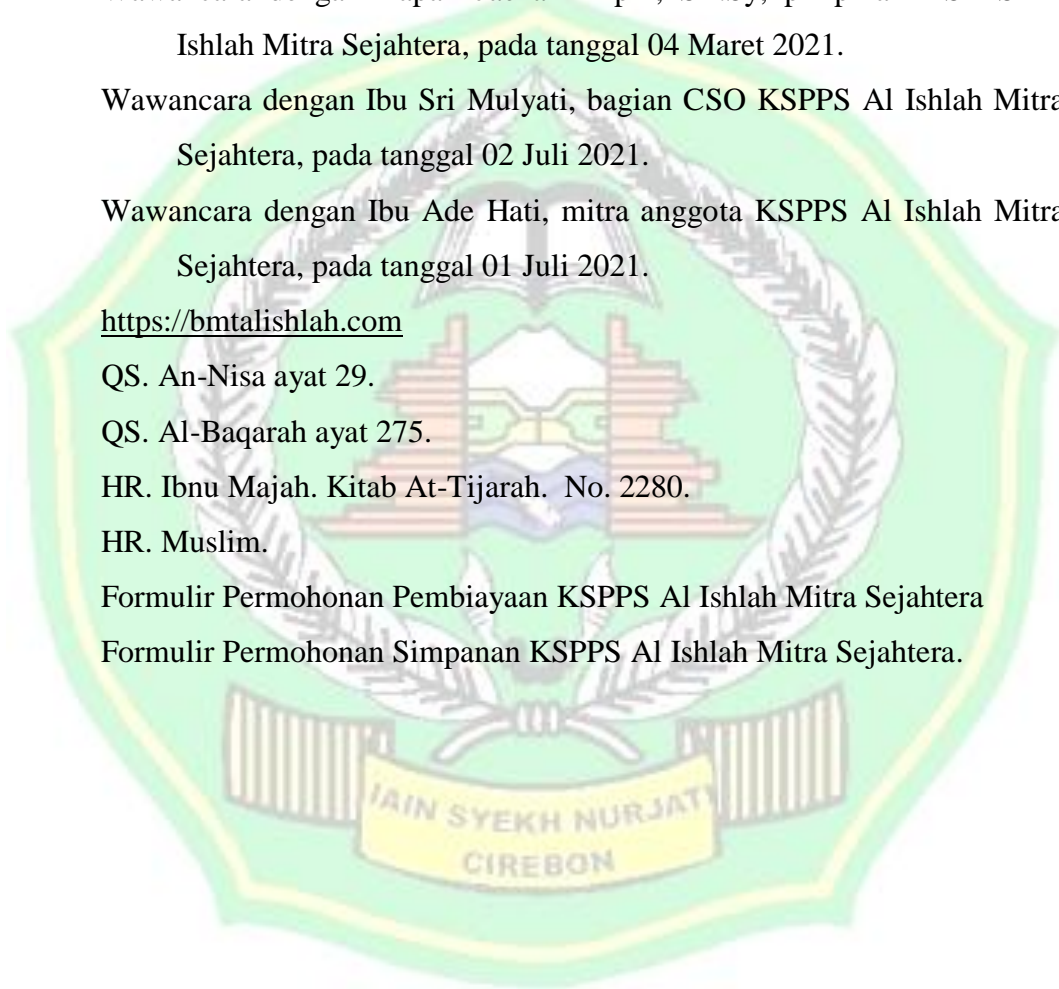 Ishlah Mitra Sejahtera, pada tanggal 04 Maret 2021.
Wawancara dengan Ibu Sri Mulyati, bagian CSO KSPPS Al Ishlah Mitra
Sejahtera, pada tanggal 02 Juli 2021.
Wawancara dengan Ibu Ade Hati, mitra anggota KSPPS Al Ishlah Mitra
Sejahtera, pada tanggal 01 Juli 2021.
https://bmtalishlah.com
QS. An-Nisa ayat 29.
QS. Al-Baqarah ayat 275.
HR. Ibnu Majah. Kitab At-Tijarah. No. 2280.
HR. Muslim.
Formulir Permohonan Pembiayaan KSPPS Al Ishlah Mitra Sejahtera
Formulir Permohonan Simpanan KSPPS Al Ishlah Mitra Sejahtera.
IAIN SYEKH NURJATI
CIREBON